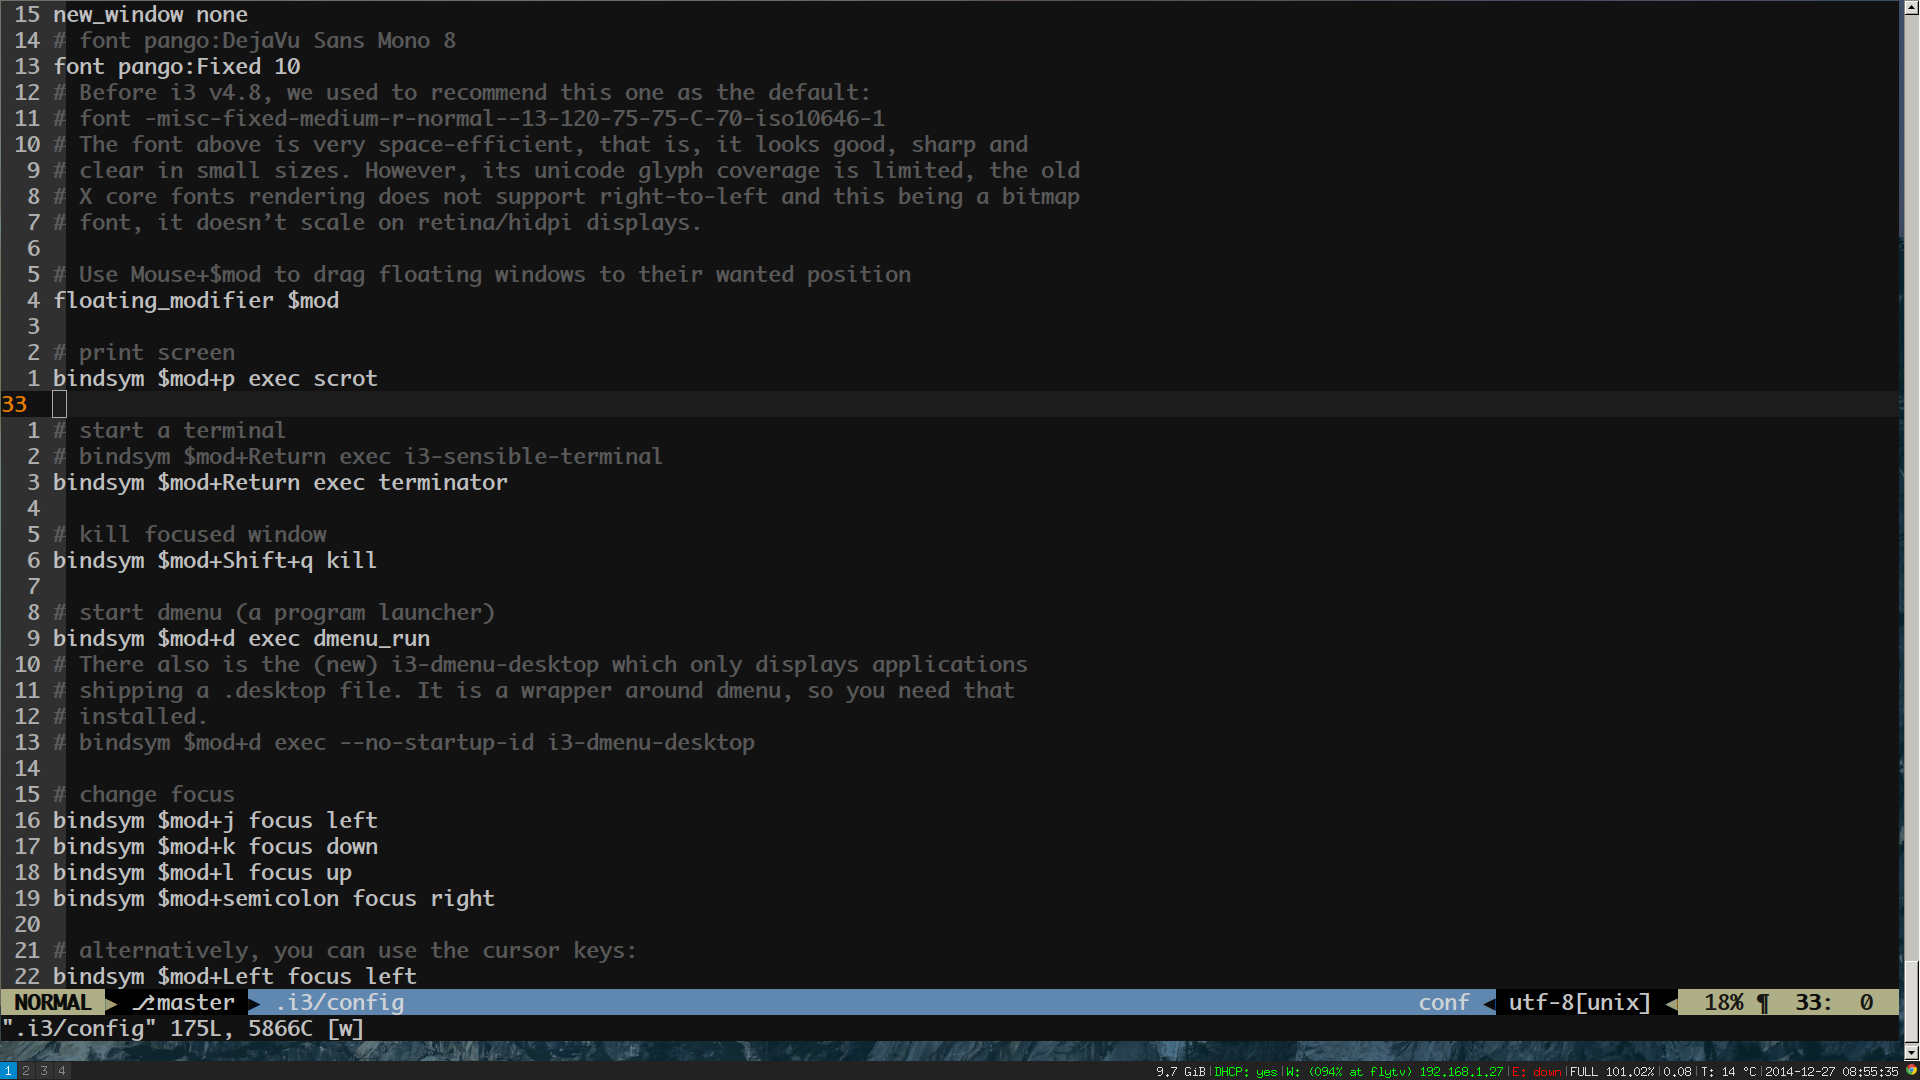 15 new_window none
14 # font pango:DejaVu Sans Mono 8
13 font pango:Fixed 10
12 # Before i3 v4.8, we used to recommend this one as the default:
11 # font -misc-fixed-medium-r-normal--13-120-75-75-C-70-iso10646-1
10 # The font above is very space-efficient, that is, it looks good, sharp and
9 # clear in small sizes. However, its unicode glyph coverage is limited, the old
8 # X core fonts rendering does not support right-to-left and this being a bitmap
7 # font, it doesn’t scale on retina/hidpi displays.
6
5 # Use Mouse+$mod to drag floating windows to their wanted position
4 floating_modifier $mod
3
2 # print screen
1 bindsym $mod+p exec scrot
33
1 # start a terminal
2 # bindsym $mod+Return exec i3-sensible-terminal
3 bindsym $mod+Return exec terminator
4
5 # kill focused window
6 bindsym $mod+Shift+q kill
7
8 # start dmenu (a program launcher)
9 bindsym $mod+d exec dmenu_run
10 # There also is the (new) i3-dmenu-desktop which only displays applications
11 # shipping a .desktop file. It is a wrapper around dmenu, so you need that
12 # installed.
13 # bindsym $mod+d exec --no-startup-id i3-dmenu-desktop
14
15 # change focus
16 bindsym $mod+j focus left
17 bindsym $mod+k focus down
18 bindsym $mod+l focus up
19 bindsym $mod+semicolon focus right
20
21 # alternatively, you can use the cursor keys:
22 bindsym $mod+Left focus left
NORMAL ⎇master .i3/config conf utf-8[unix] 18% ¶ 33: 0
".i3/config" 175L, 5866C [w]
1 2 3 4 9.7 GiB|DHCP: yes|W: (094% at flytv) 192.168.1.27|E: down|FULL 101.02%|0.08|T: 14 °C|2014-12-27 08:55:35